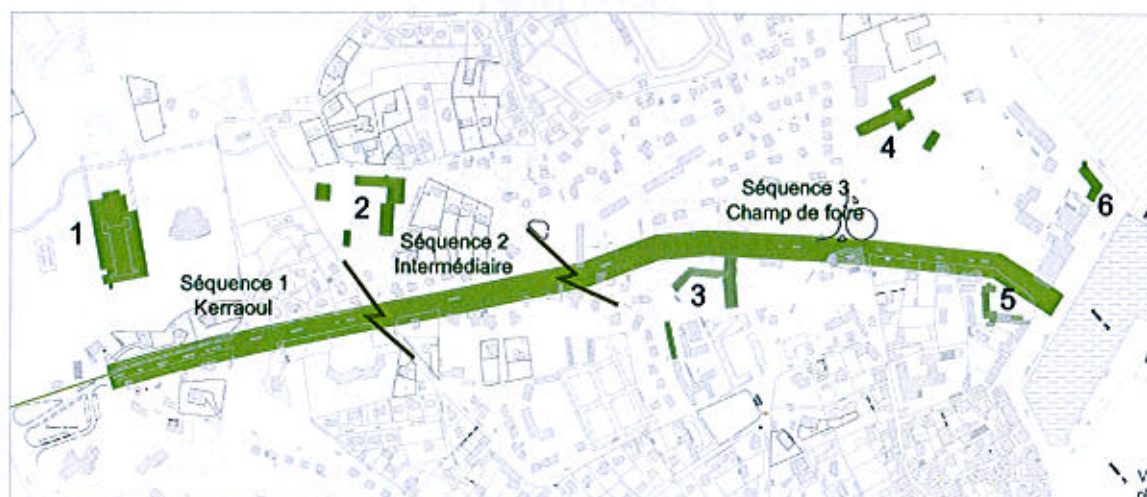 4
6
Séquence 3
Champ de foire
1
2
Séquence 2
Intermédiaire
Séquence 1
Kerraoul
3
5